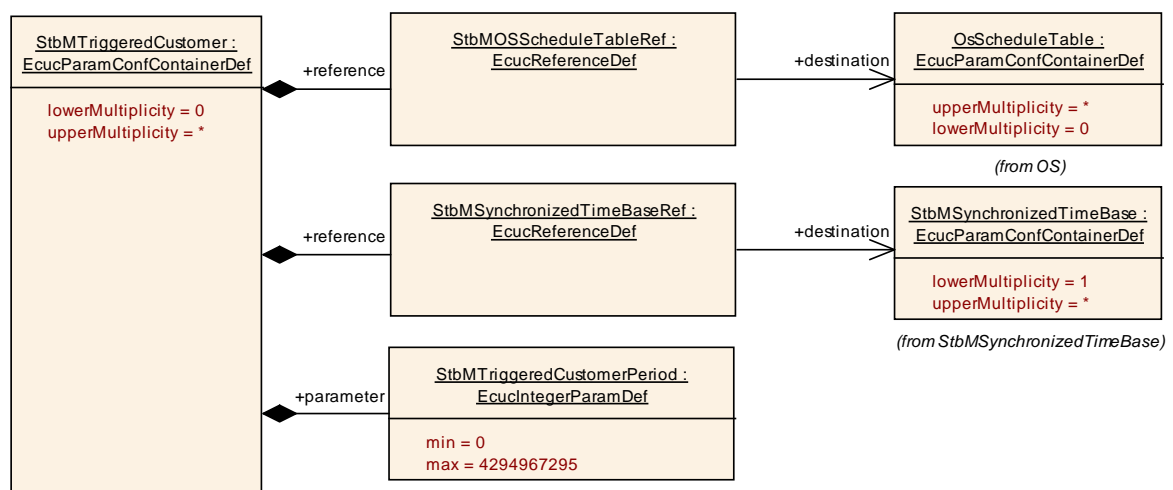 StbMTriggeredCustomer :
EcucParamConfContainerDef
lowerMultiplicity = 0
upperMultiplicity = *
+reference
StbMOSScheduleTableRef :
EcucReferenceDef
+destination
OsScheduleTable :
EcucParamConfContainerDef
upperMultiplicity = *
lowerMultiplicity = 0
(from OS)
+reference
StbMSynchronizedTimeBaseRef :
EcucReferenceDef
+destination
StbMSynchronizedTimeBase :
EcucParamConfContainerDef
lowerMultiplicity = 1
upperMultiplicity = *
(from StbMSynchronizedTimeBase)
+parameter
StbMTriggeredCustomerPeriod :
EcucIntegerParamDef
min = 0
max = 4294967295